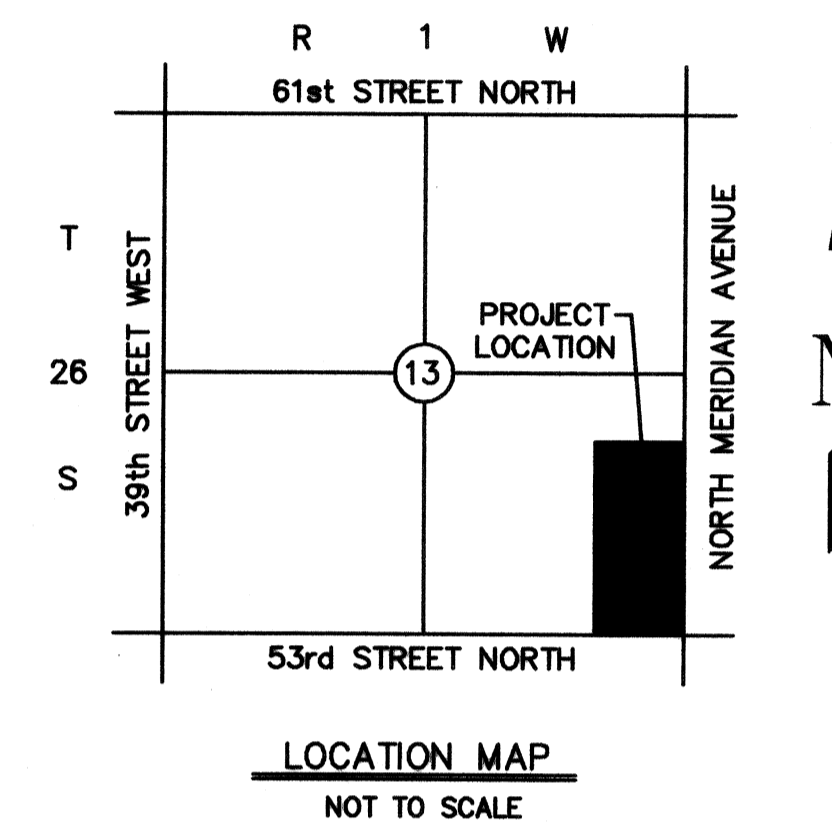 R 1 W
61st STREET NORTH
T
26
S
39th STREET WEST
PROJECT
LOCATION
13
NORTH MERIDIAN AVENUE
53rd STREET NORTH
LOCATION MAP
NOT TO SCALE